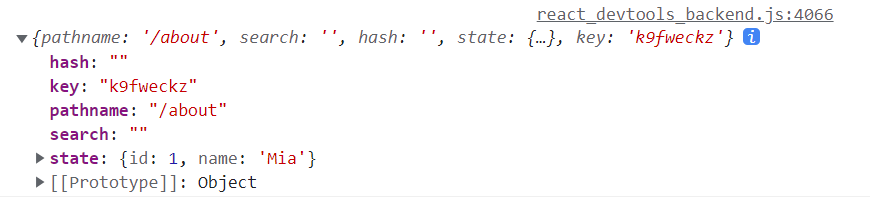 react_devtools_backend.js:4066
▼{pathname: '/about', search: '', hash: '', state: {…}, key: 'k9fweckz'} i
hash: ""
key: "k9fweckz"
pathname: "/about"
search: ""
▶state: {id: 1, name: 'Mia'}
▶[[Prototype]]: Object